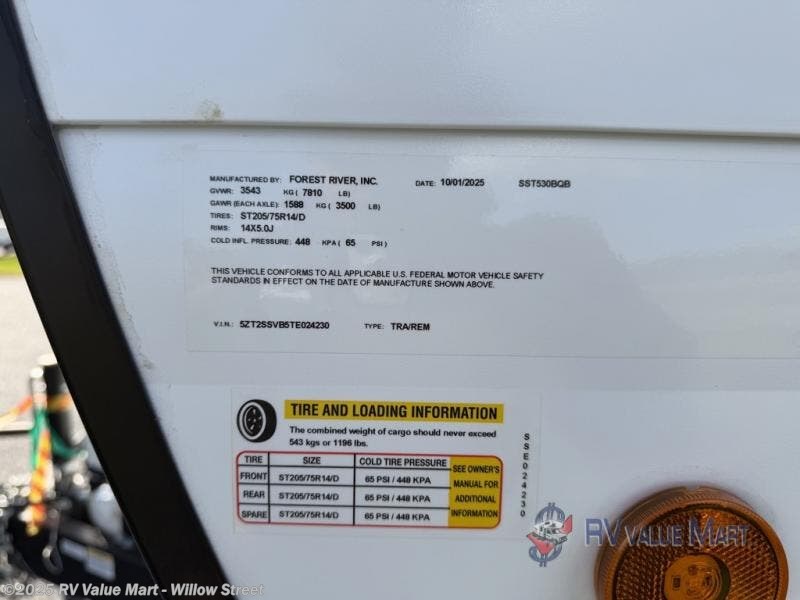 MANUFACTURED BY: FOREST RIVER, INC. DATE: 10/01/2025 SST530BQB
GVWR: 3543 KG ( 7810 LB)
GAWR (EACH AXLE): 1588 KG ( 3500 LB)
TIRES: ST205/75R14/D
RIMS: 14X5.0J
COLD INFL. PRESSURE: 448 KPA ( 65 PSI )
THIS VEHICLE CONFORMS TO ALL APPLICABLE U.S. FEDERAL MOTOR VEHICLE SAFETY
STANDARDS IN EFFECT ON THE DATE OF MANUFACTURE SHOWN ABOVE.
V.I.N.: 5ZT2SSVB5TE024230 TYPE: TRA/REM
TIRE AND LOADING INFORMATION
The combined weight of cargo should never exceed
543 kgs or 1196 lbs.
TIRE SIZE COLD TIRE PRESSURE
FRONT ST205/75R14/D 65 PSI / 448 KPA
REAR ST205/75R14/D 65 PSI / 448 KPA
SPARE ST205/75R14/D 65 PSI / 448 KPA
SEE OWNER'S
MANUAL FOR
ADDITIONAL
INFORMATION
SSE024230
RV VALUE MART
©2025 RV Value Mart - Willow Street